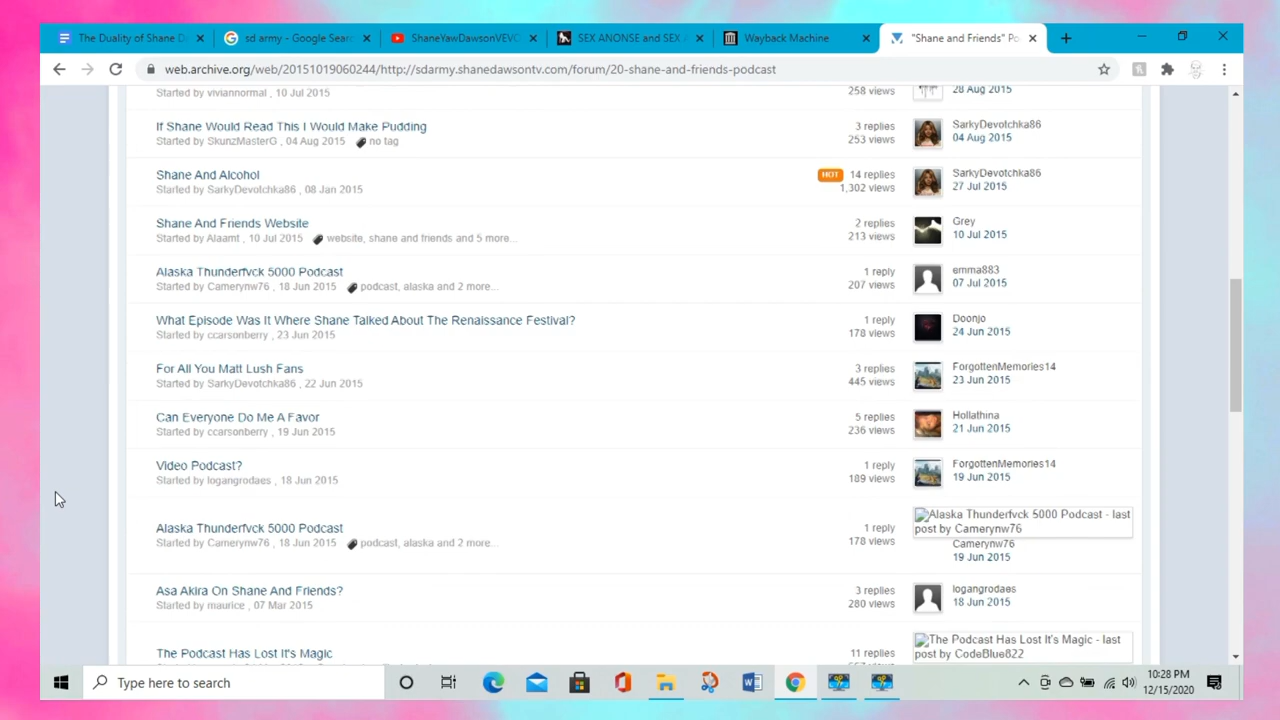 The Duality of Shane D
sd army - Google Sear
ShaneYawDawsonVEVO
SEX ANONSE and SEX
Wayback Machine
"Shane and Friends" Po
web.archive.org/web/20151019060244/http://sdarmy.shanedawsontv.com/forum/20-shane-and-friends-podcast
Started by viviannormal , 10 Jul 2015
258 views
28 Aug 2015
If Shane Would Read This I Would Make Pudding
3 replies
SarkyDevotchka86
Started by SkunzMasterG , 04 Aug 2015 no tag
253 views
04 Aug 2015
Shane And Alcohol
HOT 14 replies
SarkyDevotchka86
Started by SarkyDevotchka86 , 08 Jan 2015
1,302 views
27 Jul 2015
Shane And Friends Website
2 replies
Grey
Started by Alaamt , 10 Jul 2015 website, shane and friends and 5 more...
213 views
10 Jul 2015
Alaska Thunderfvck 5000 Podcast
1 reply
emma883
Started by Camerynw76 , 18 Jun 2015 podcast, alaska and 2 more...
207 views
07 Jul 2015
What Episode Was It Where Shane Talked About The Renaissance Festival?
1 reply
Doonjo
Started by ccarsonberry , 23 Jun 2015
178 views
24 Jun 2015
For All You Matt Lush Fans
3 replies
ForgottenMemories14
Started by SarkyDevotchka86 , 22 Jun 2015
445 views
23 Jun 2015
Can Everyone Do Me A Favor
5 replies
Hollathina
Started by ccarsonberry , 19 Jun 2015
236 views
21 Jun 2015
Video Podcast?
1 reply
ForgottenMemories14
Started by logangrodaes , 18 Jun 2015
189 views
19 Jun 2015
Alaska Thunderfvck 5000 Podcast
1 reply
Alaska Thunderfvck 5000 Podcast - last
post by Camerynw76
Started by Camerynw76 , 18 Jun 2015 podcast, alaska and 2 more...
178 views
Camerynw76
19 Jun 2015
Asa Akira On Shane And Friends?
3 replies
logangrodaes
Started by maurice , 07 Mar 2015
280 views
18 Jun 2015
The Podcast Has Lost It's Magic
11 replies
The Podcast Has Lost It's Magic - last
post by CodeBlue822
Type here to search
10:28 PM
12/15/2020